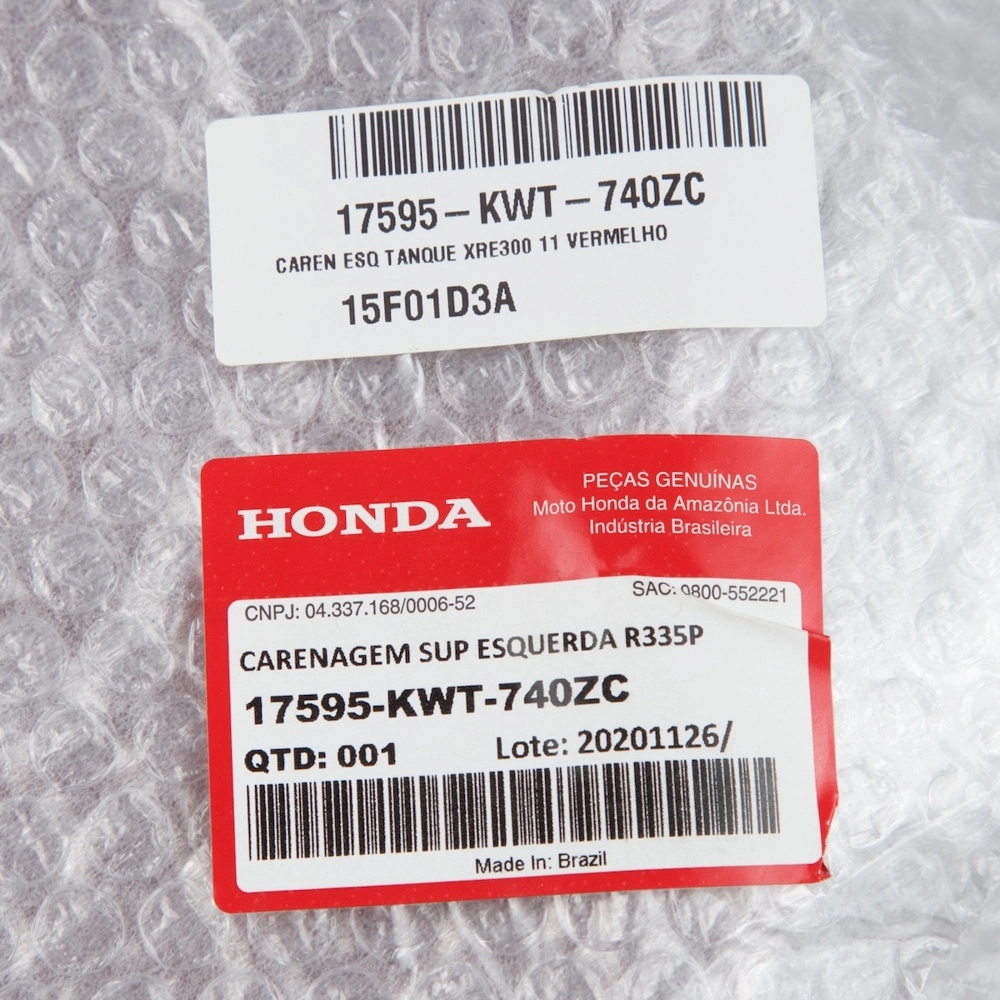 17595-KWT-740ZC
CAREN ESQ TANQUE XRE300 11 VERMELHO
15F01D3A
HONDA
PEÇAS GENUÍNAS
Moto Honda da Amazônia Ltda.
Indústria Brasileira
CNPJ: 04.337.168/0006-52
SAC: 0800-552221
CARENAGEM SUP ESQUERDA R335P
17595-KWT-740ZC
QTD: 001 Lote: 20201126/
Made In: Brazil